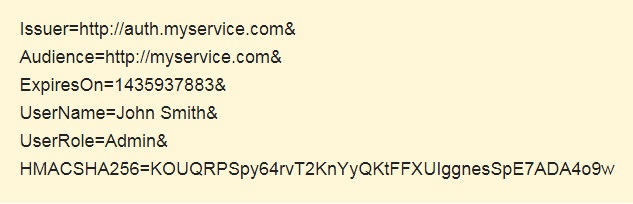 Issuer=http://auth.myservice.com&
Audience=http://myservice.com&
ExpiresOn=1435937883&
UserName=John Smith&
UserRole=Admin&
HMACSHA256=KOUQRPSpy64rvT2KnYyQKtFFXUIggnesSpE7ADA4o9w